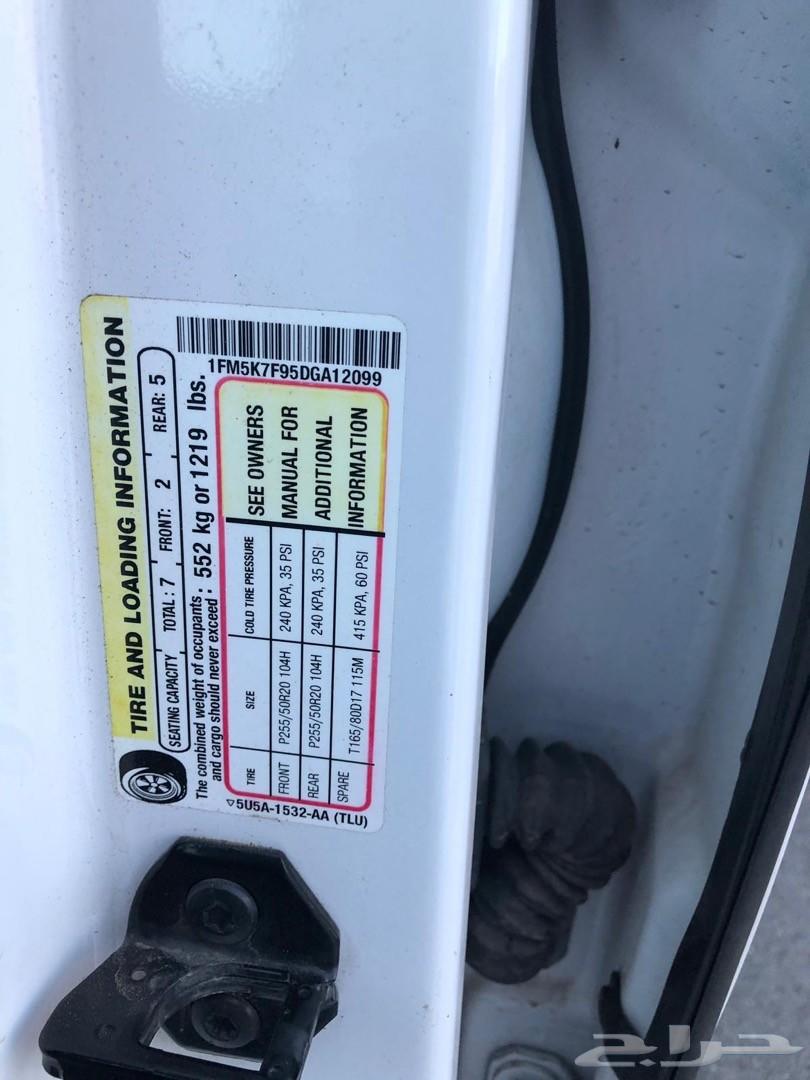 TIRE AND LOADING INFORMATION
SEATING CAPACITY TOTAL: 7 FRONT: 2 REAR: 5
The combined weight of occupants and cargo should never exceed: 552 kg or 1219 lbs.
TIRE SIZE COLD TIRE PRESSURE
FRONT P255/50R20 104H 240 KPA, 35 PSI
REAR P255/50R20 104H 240 KPA, 35 PSI
SPARE T165/80D17 115M 415 KPA, 60 PSI
SEE OWNERS
MANUAL FOR
ADDITIONAL
INFORMATION
5U5A-1532-AA (TLU)
1FM5K7F95DGA12099
حراج